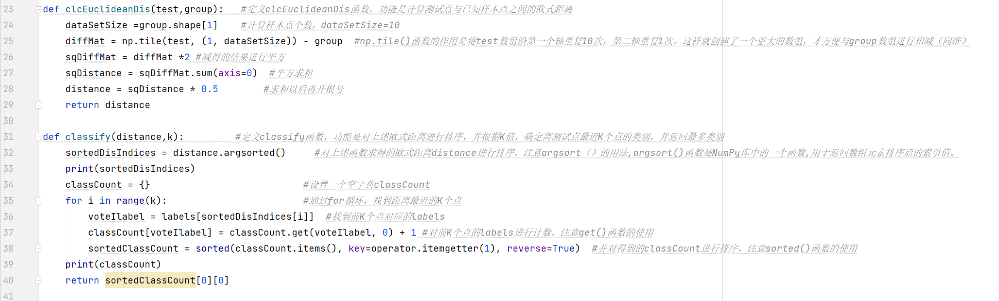 23 def clcEuclideanDis(test,group): #定义clcEuclideanDis函数，功能是计算测试点与已知样本点之间的欧式距离
24 dataSetSize =group.shape[1] #计算样本点个数，dataSetSize=10
25 diffMat = np.tile(test, (1, dataSetSize)) - group #np.tile()函数的作用是将test数组沿第一个轴重复10次，第二轴重复1次，这样就创建了一个更大的数组，才方便与group数组进行相减（同维）
26 sqDiffMat = diffMat *2 #减得的结果进行平方
27 sqDistance = sqDiffMat.sum(axis=0) #平方求和
28 distance = sqDistance * 0.5 #求和以后再开根号
29 return distance
30
31 def classify(distance,k): #定义classify函数，功能是对上述欧式距离进行排序，并根据K值，确定离测试点最近K个点的类别，并返回最多类别
32 sortedDisIndices = distance.argsorted() #对上述函数求得的欧式距离distance进行排序，注意argsort（）的用法,argsort()函数是NumPy库中的一个函数,用于返回数组元素排序后的索引值。
33 print(sortedDisIndices)
34 classCount = {} #设置一个空字典classCount
35 for i in range(k): #通过for循环，找到距离最近的K个点
36 voteIlabel = labels[sortedDisIndices[i]] #找到前K个点对应的labels
37 classCount[voteIlabel] = classCount.get(voteIlabel, 0) + 1 #对前K个点的labels进行计数，注意get()函数的使用
38 sortedClassCount = sorted(classCount.items(), key=operator.itemgetter(1), reverse=True) #并对得到的classCount进行排序，注意sorted()函数的使用
39 print(classCount)
40 return sortedClassCount[0][0]
41